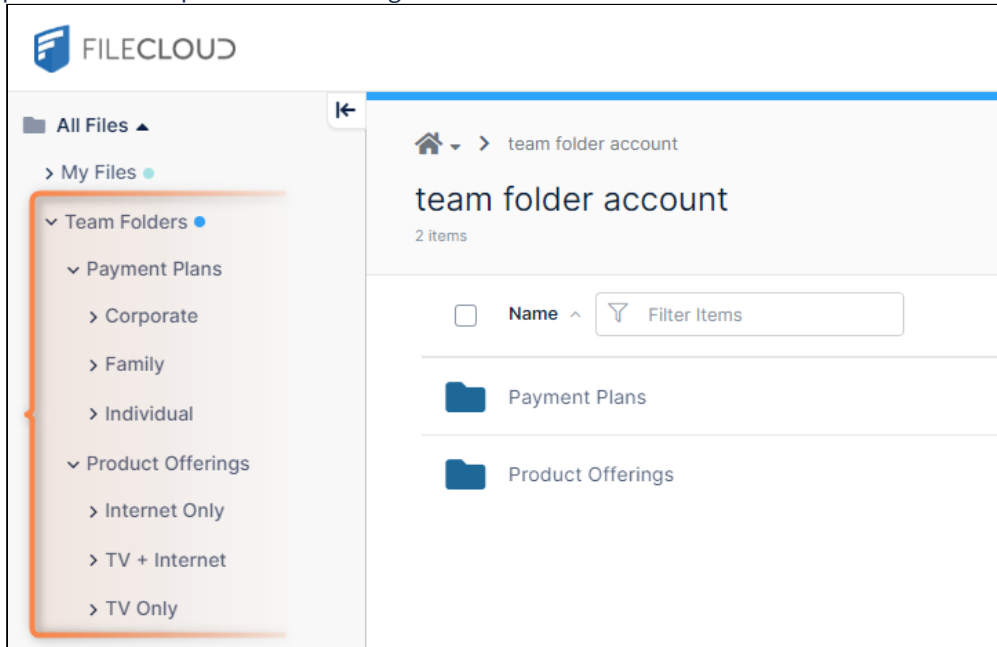 FILECLOUD
All Files
My Files
Team Folders
Payment Plans
Corporate
Family
Individual
Product Offerings
Internet Only
TV + Internet
TV Only
team folder account
team folder account
2 items
Name
Filter Items
Payment Plans
Product Offerings